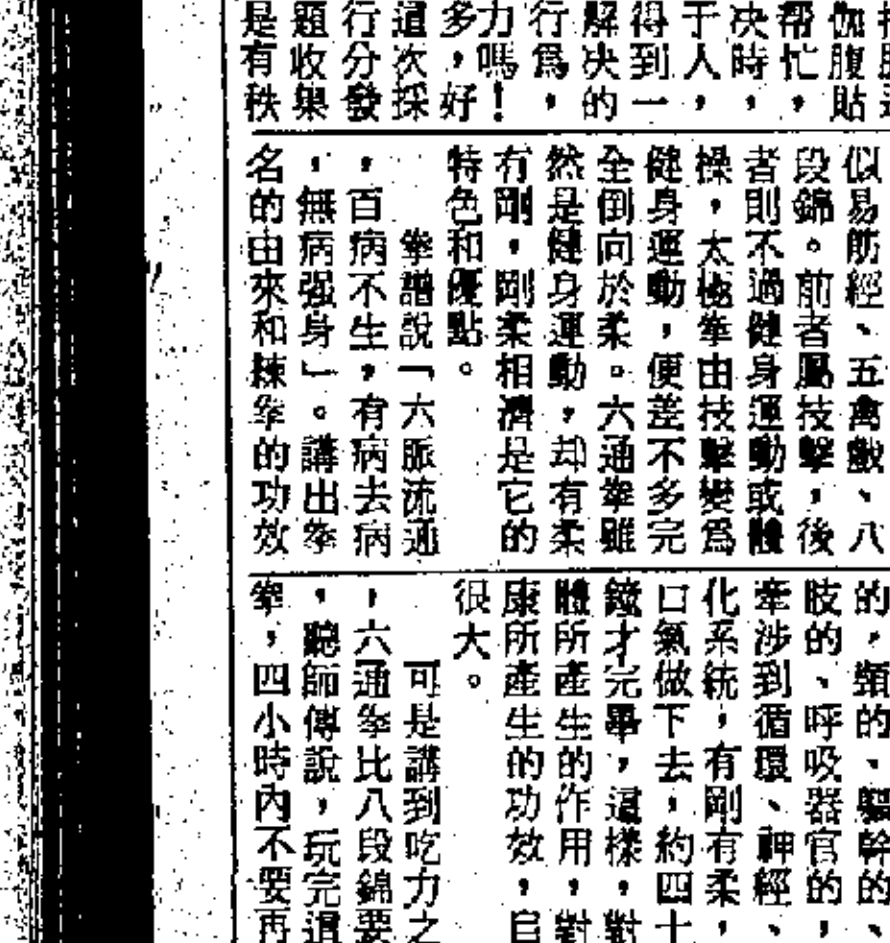 伽腹貼
帮忙，
决時，
于人，
得到一
解决的
行爲，
力嗎！
多，好
這次採
行分發
題收集
是有秩
似易筋經、五禽戲、八
段錦。前者屬技擊，後
者則不過健身運動或體
操，太極拳由技擊變爲
健身運動，便差不多完
全倒向於柔。六通拳雖
然是健身運動，却有柔
有剛，剛柔相濟是它的
特色和優點。
拳譜說「六脈流通
，百病不生，有病去病
，無病强身」。講出拳
名的由來和揀拳的功效
的，頸的、軀幹的、
肢的、呼吸器官的，
牽涉到循環、神經、
化系統，有剛有柔，
口氣做下去，約四十
鐘才完畢，這樣，對
體所產生的作用，對
康所產生的功效，自
很大。
可是講到吃力之
，六通拳比八段錦要
，聽師傅說，玩完這
拳，四小時內不要再